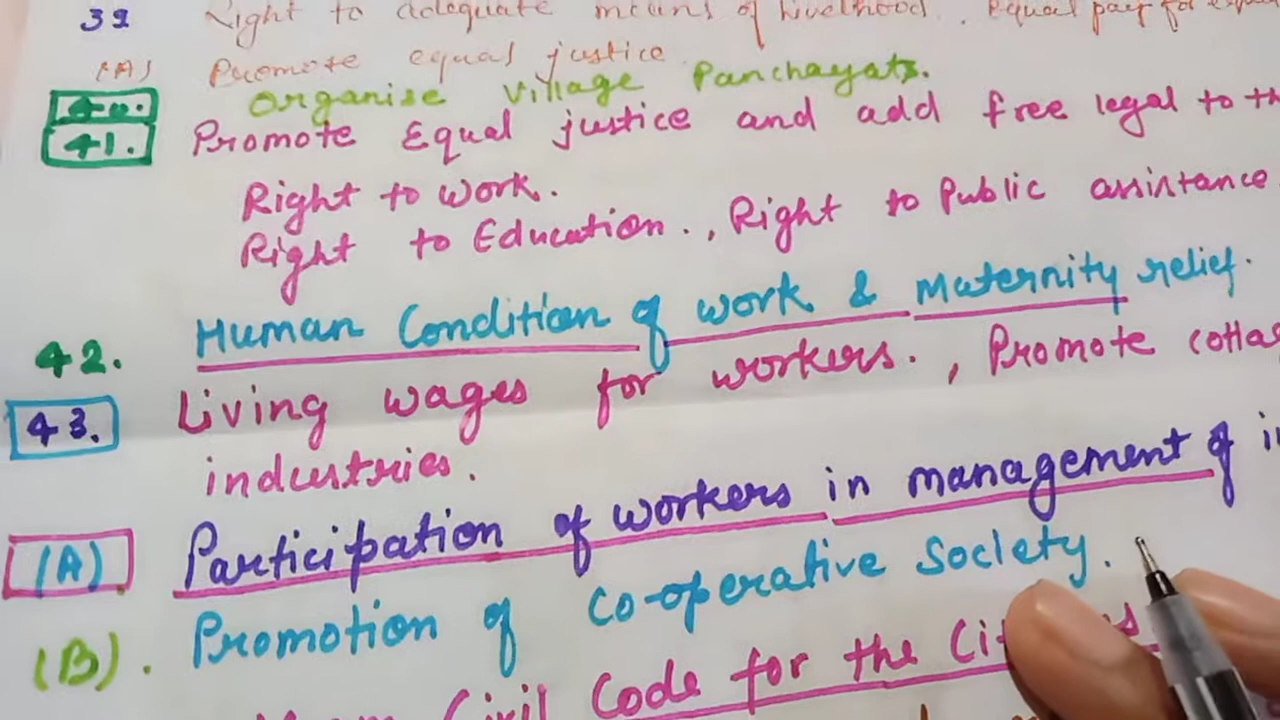 39 Right to adequate means of livelihood. Equal pay for
(A) Promote equal justice
40. Organise Village Panchayats.
41. Promote Equal justice and add free legal to
Right to work.
Right to Education., Right to Public assistance
42. Human Condition of work & Maternity relief.
43. Living wages for workers., Promote
industries.
(A) Participation of workers in management of
(B). Promotion of Co-operative Society.
Civil Code for the